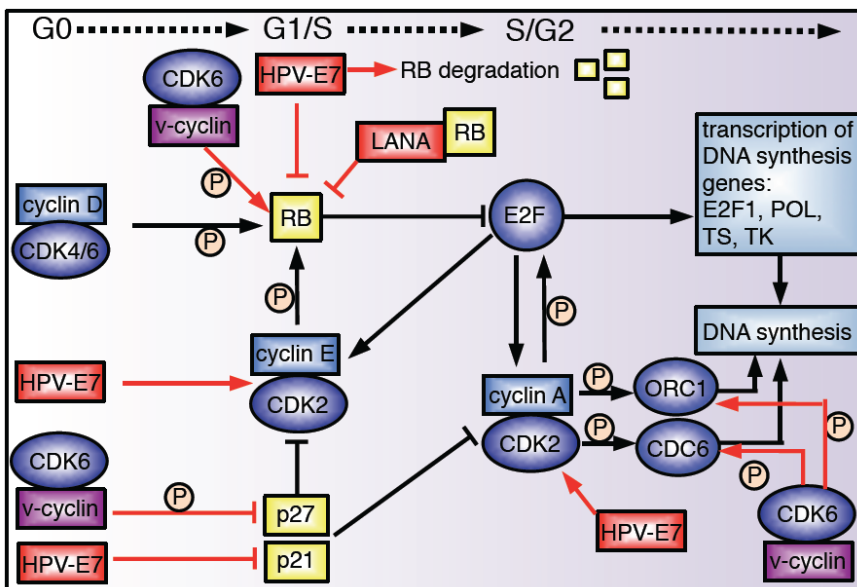 G0 G1/S S/G2
CDK6
v-cyclin
HPV-E7
RB degradation
LANA
RB
P
cyclin D
CDK4/6
P
RB
E2F
transcription of
DNA synthesis
genes:
E2F1, POL,
TS, TK
P
P
cyclin E
CDK2
HPV-E7
DNA synthesis
cyclin A
CDK2
P
ORC1
P
CDC6
P
P
CDK6
v-cyclin
P
p27
HPV-E7
p21
HPV-E7
CDK6
v-cyclin